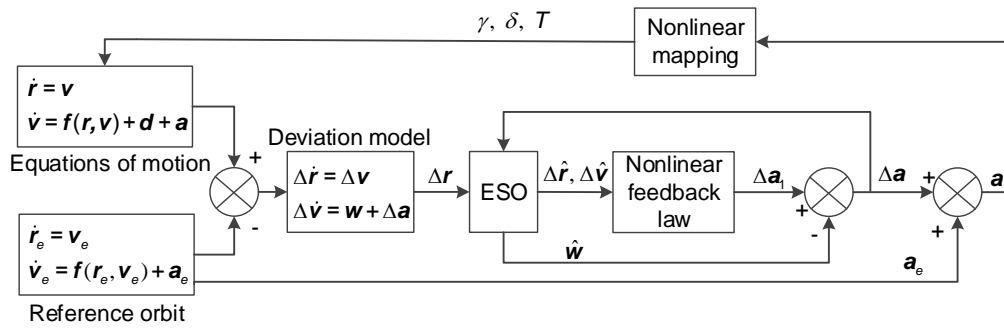 γ, δ, T
Nonlinear
mapping
ṙ = v
v̇ = f(r,v) + d + a
Equations of motion
+
-
Deviation model
Δṙ = Δv
Δv̇ = w + Δa
Δr
ESO
Δr̂, Δv̂
Nonlinear
feedback
law
Δa₁
+
-
Δa
+
+
a
ŵ
ṙₑ = vₑ
v̇ₑ = f(rₑ,vₑ) + aₑ
Reference orbit
aₑ